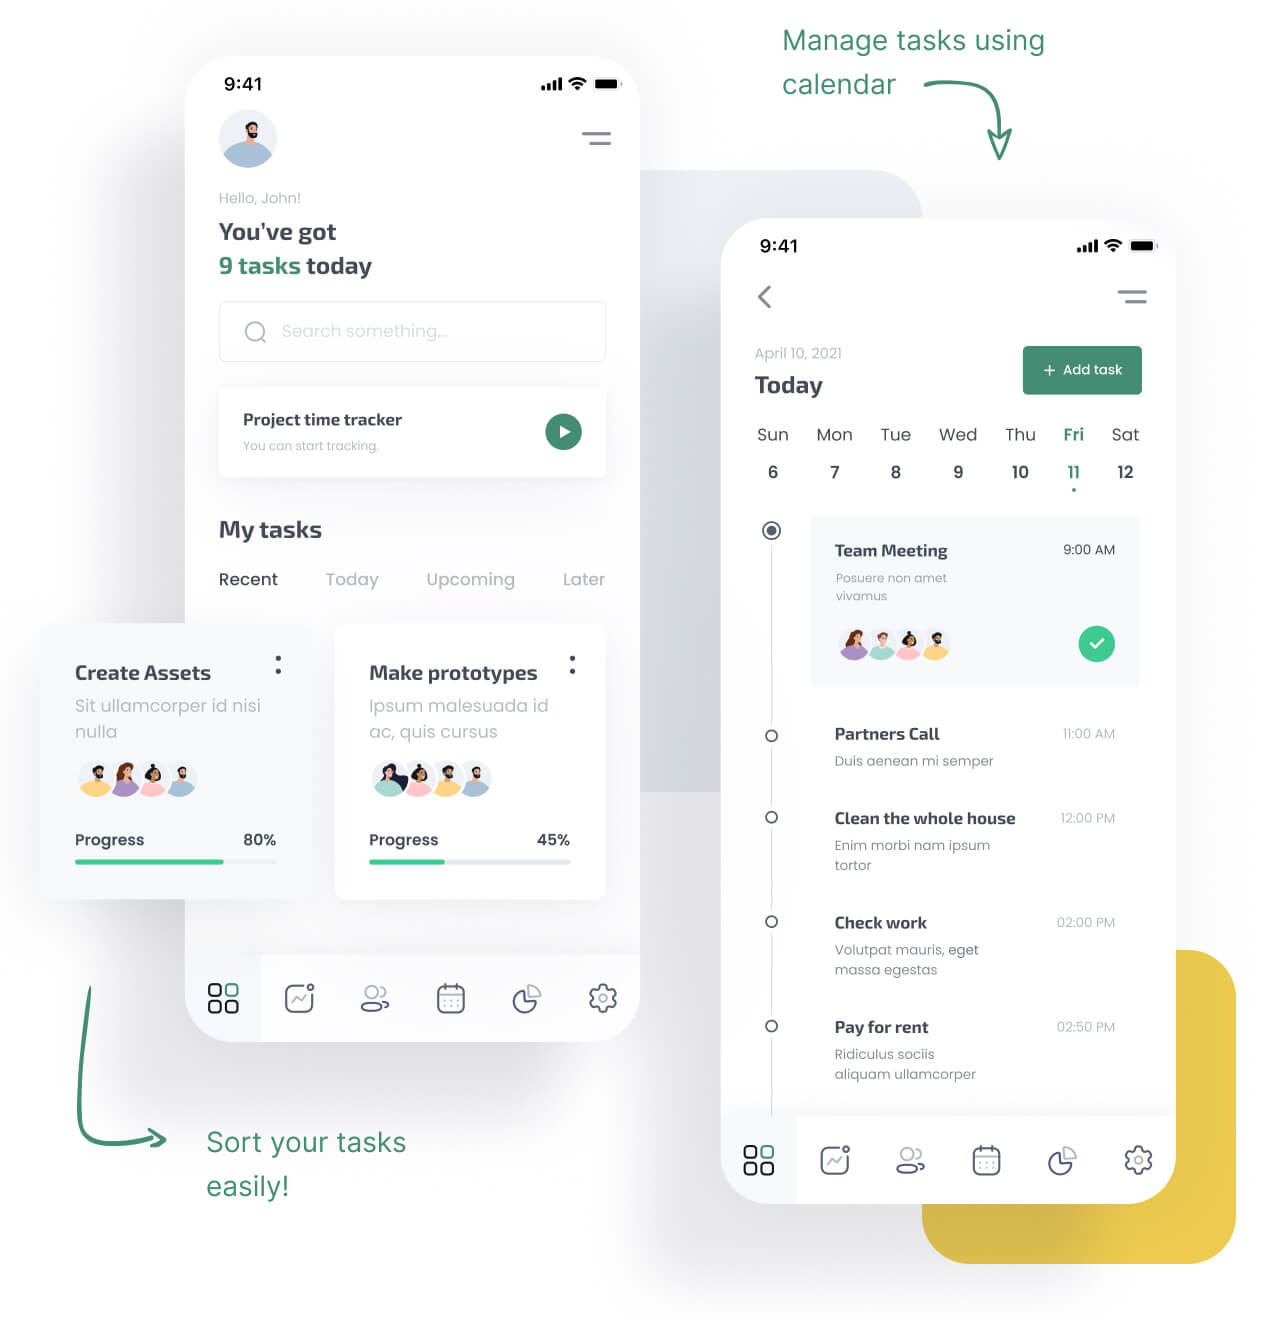 Manage tasks using
calendar
9:41
Hello, John!
You've got
9 tasks today
Search something...
Project time tracker
You can start tracking.
My tasks
Recent Today Upcoming Later
Create Assets
Sit ullamcorper id nisi
nulla
Progress 80%
Make prototypes
Ipsum malesuada id
ac, quis cursus
Progress 45%
Sort your tasks
easily!
9:41
April 10, 2021
Today
+ Add task
Sun Mon Tue Wed Thu Fri Sat
6 7 8 9 10 11 12
Team Meeting 9:00 AM
Posuere non amet
vivamus
Partners Call 11:00 AM
Duis aenean mi semper
Clean the whole house 12:00 PM
Enim morbi nam ipsum
tortor
Check work 02:00 PM
Volutpat mauris, eget
massa egestas
Pay for rent 02:50 PM
Ridiculus sociis
aliquam ullamcorper